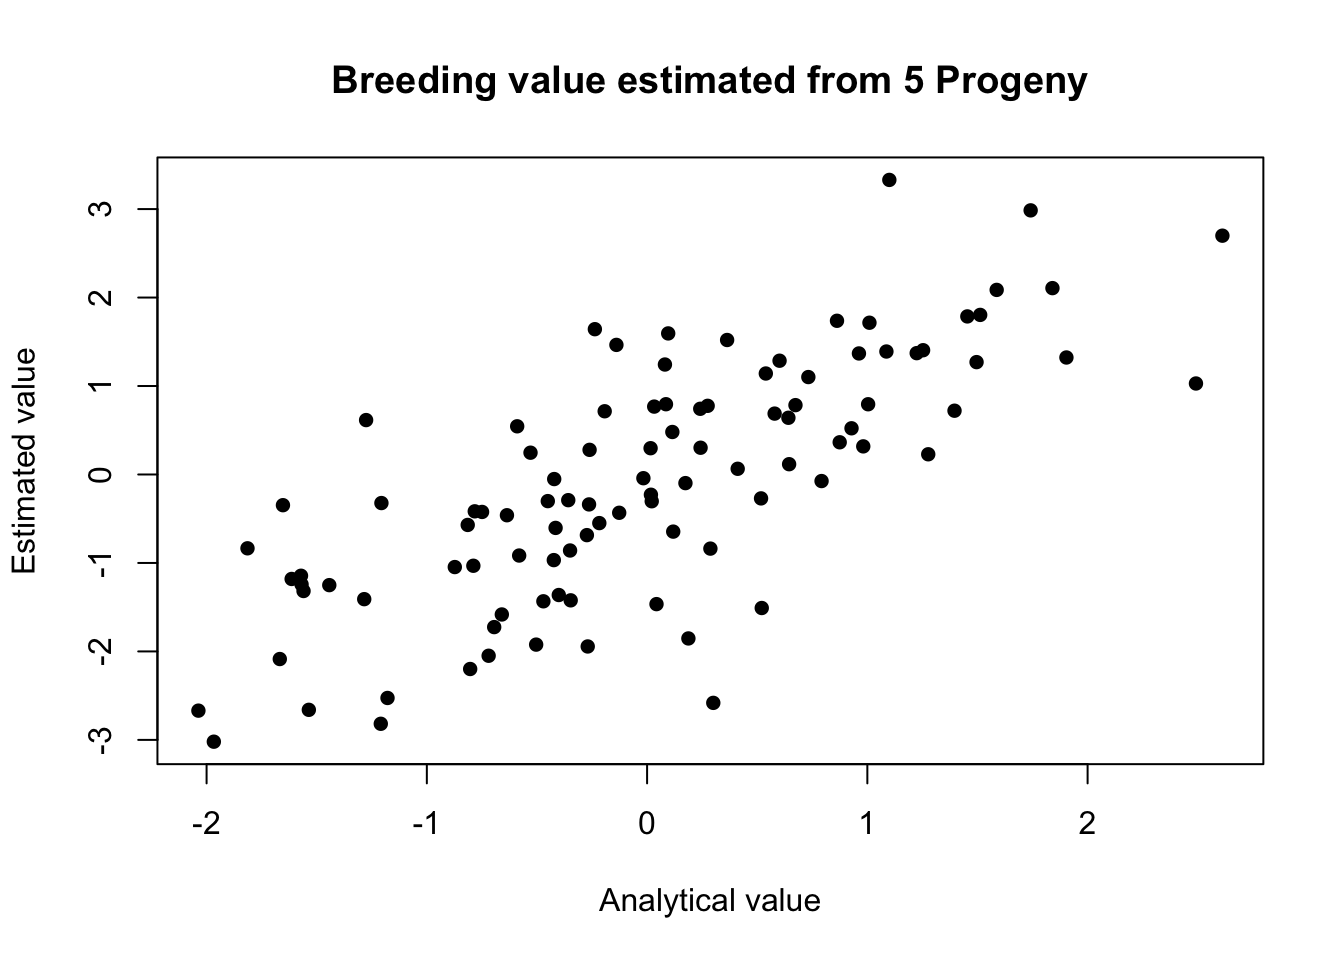 Breeding value estimated from 5 Progeny
Estimated value
3
2
1
0
-1
-2
-3
-2 -1 0 1 2
Analytical value